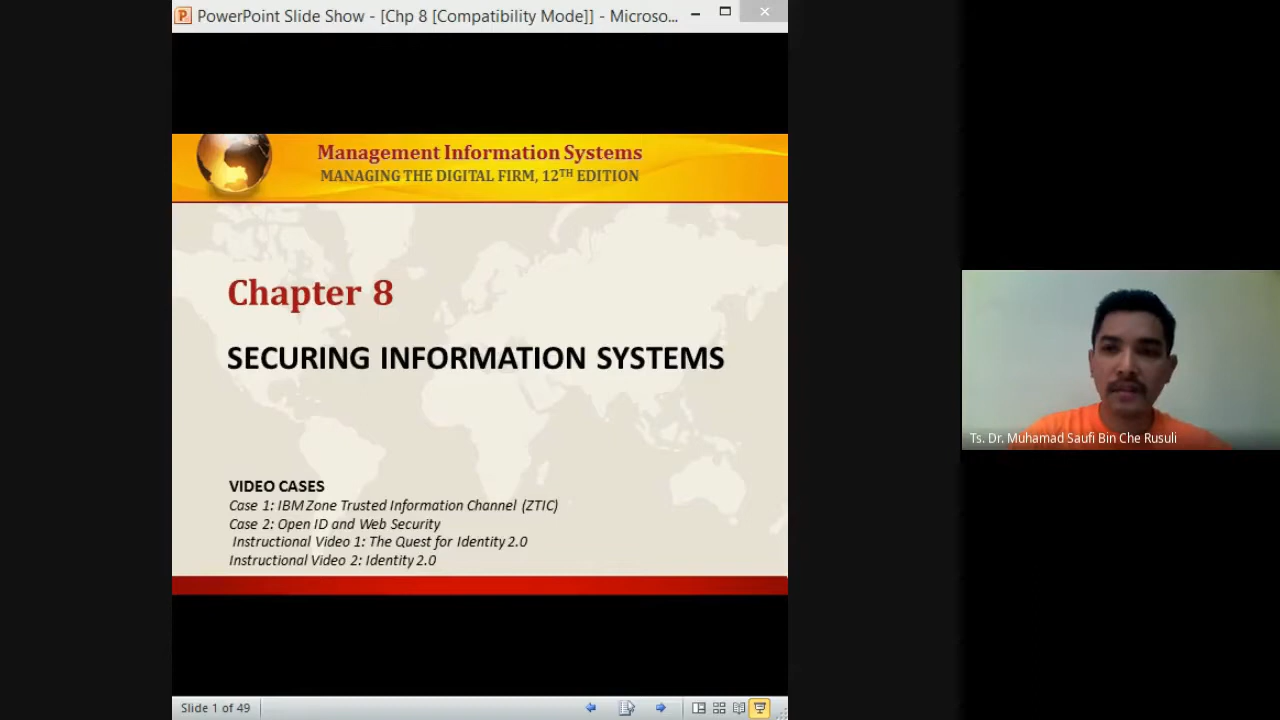 PowerPoint Slide Show - [Chp 8 [Compatibility Mode]] - Microso...
Management Information Systems
MANAGING THE DIGITAL FIRM, 12TH EDITION
Chapter 8
SECURING INFORMATION SYSTEMS
VIDEO CASES
Case 1: IBM Zone Trusted Information Channel (ZTIC)
Case 2: Open ID and Web Security
Instructional Video 1: The Quest for Identity 2.0
Instructional Video 2: Identity 2.0
Ts. Dr. Muhamad Saufi Bin Che Rusuli
Slide 1 of 49